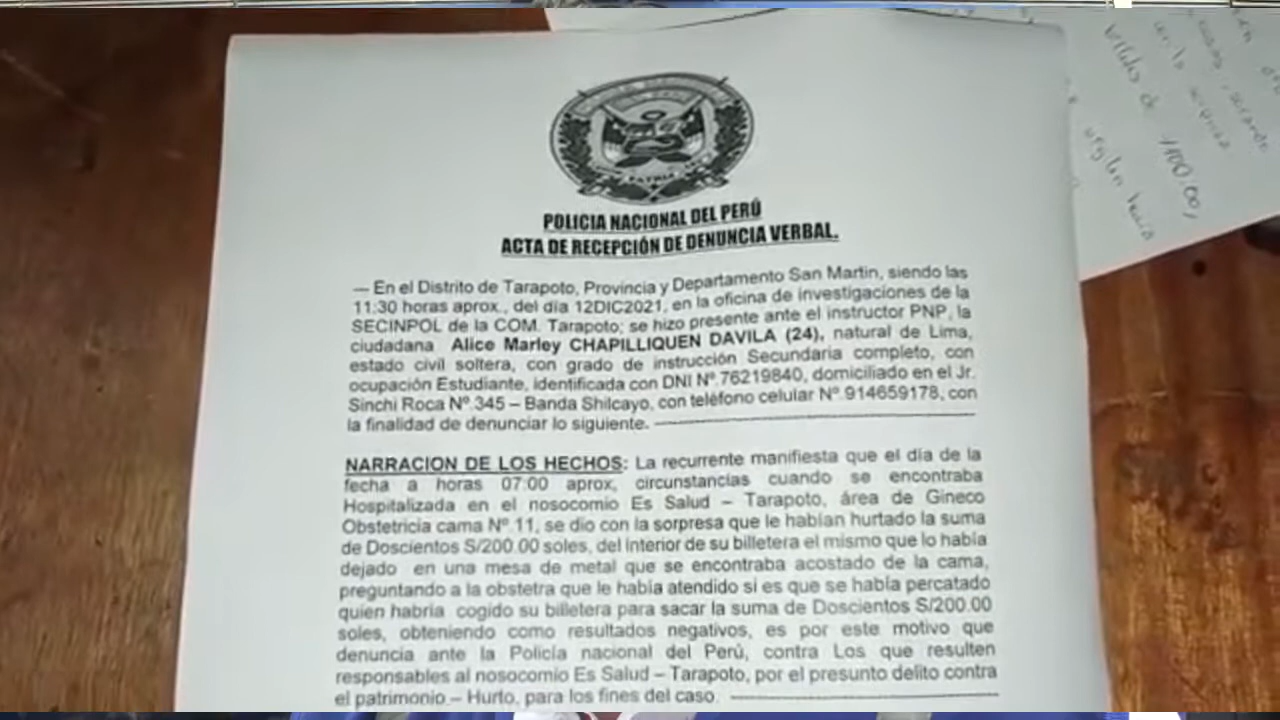 POLICIA NACIONAL DEL PERÚ
ACTA DE RECEPCIÓN DE DENUNCIA VERBAL.
— En el Distrito de Tarapoto, Provincia y Departamento San Martin, siendo las
11:30 horas aprox., del día 12DIC2021, en la oficina de investigaciones de la
SECINPOL de la COM. Tarapoto; se hizo presente ante el instructor PNP, la
ciudadana Alice Marley CHAPILLIQUEN DAVILA (24), natural de Lima,
estado civil soltera, con grado de instrucción Secundaria completo, con
ocupación Estudiante, identificada con DNI Nº.76219840, domiciliado en el Jr.
Sinchi Roca Nº.345 – Banda Shilcayo, con teléfono celular Nº.914659178, con
la finalidad de denunciar lo siguiente.
NARRACION DE LOS HECHOS: La recurrente manifiesta que el día de la
fecha a horas 07:00 aprox, circunstancias cuando se encontraba
Hospitalizada en el nosocomio Es Salud – Tarapoto, área de Gineco
Obstetricia cama Nº.11, se dio con la sorpresa que le habían hurtado la suma
de Doscientos S/200.00 soles, del interior de su billetera el mismo que lo había
dejado en una mesa de metal que se encontraba acostado de la cama,
preguntando a la obstetra que le había atendido si es que se había percatado
quien habría cogido su billetera para sacar la suma de Doscientos S/200.00
soles, obteniendo como resultados negativos, es por este motivo que
denuncia ante la Policía nacional del Perú, contra Los que resulten
responsables al nosocomio Es Salud – Tarapoto, por el presunto delito contra
el patrimonio – Hurto, para los fines del caso.